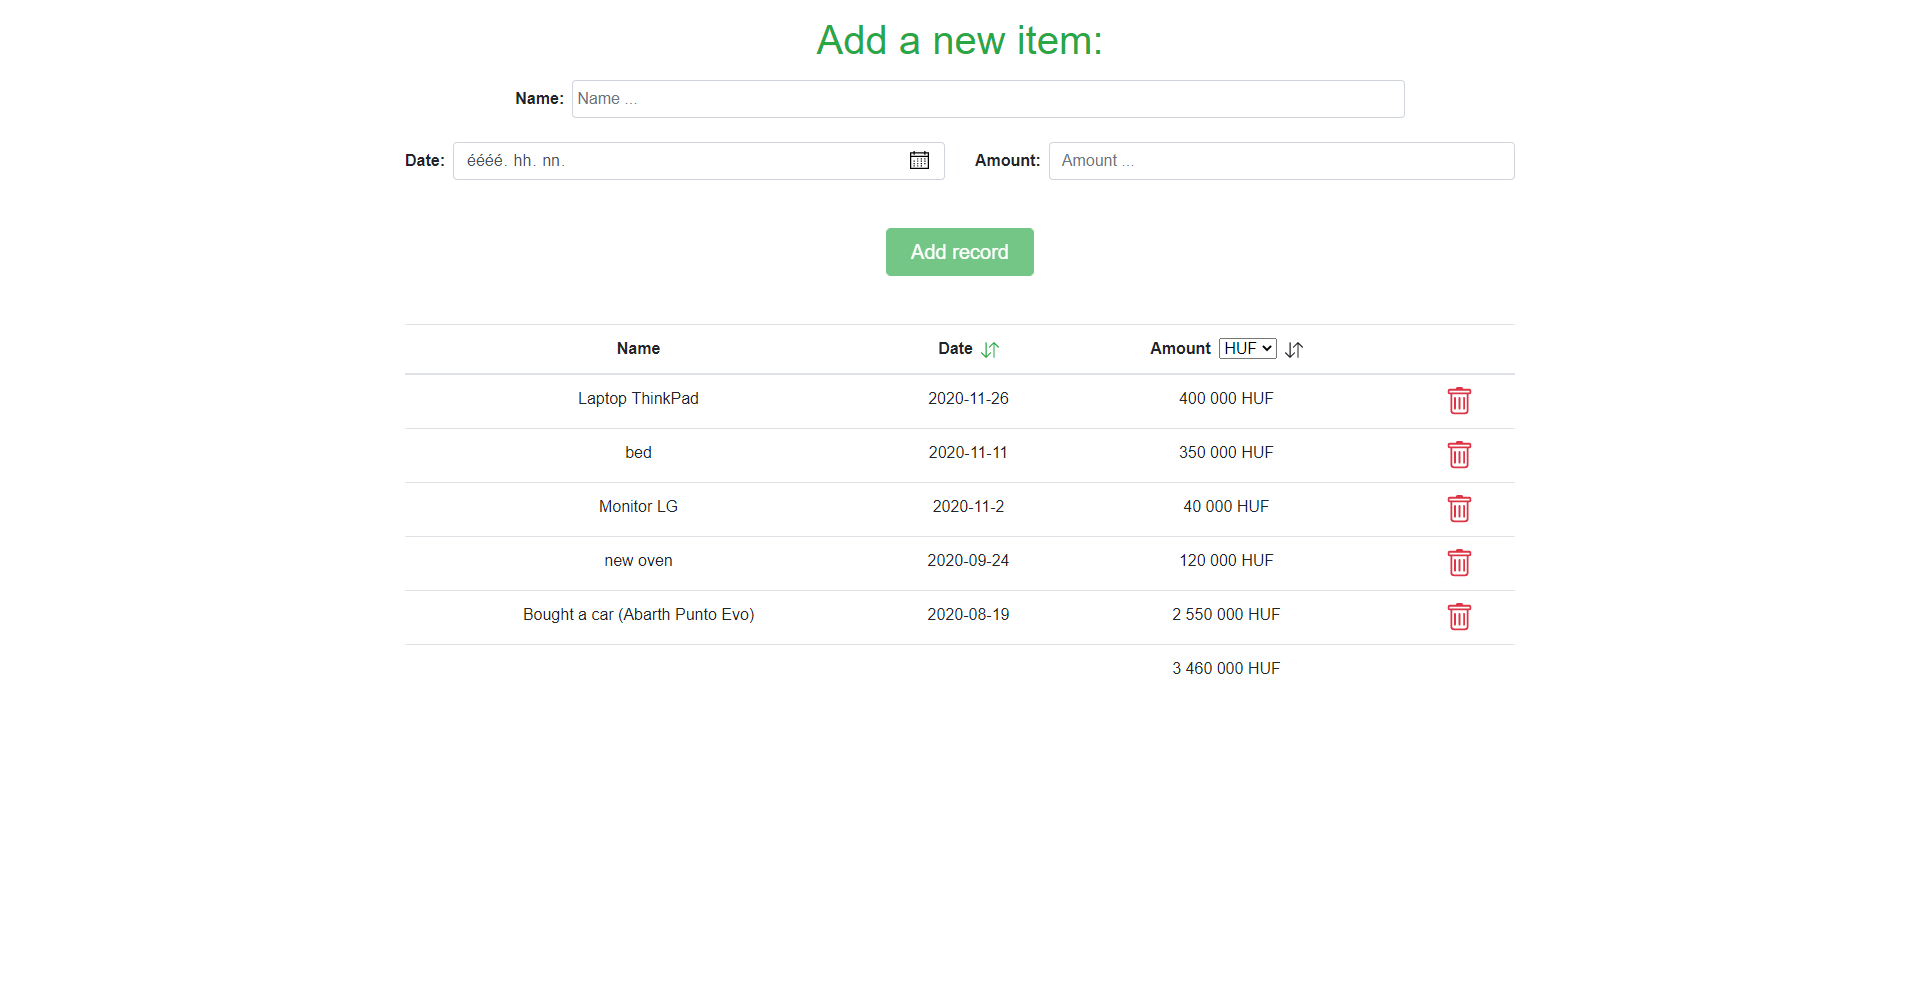 Add a new item:
Name: Name ...
Date: éééé. hh. nn. Amount: Amount ...
Add record
Name Date Amount HUF
Laptop ThinkPad 2020-11-26 400 000 HUF
bed 2020-11-11 350 000 HUF
Monitor LG 2020-11-2 40 000 HUF
new oven 2020-09-24 120 000 HUF
Bought a car (Abarth Punto Evo) 2020-08-19 2 550 000 HUF
3 460 000 HUF